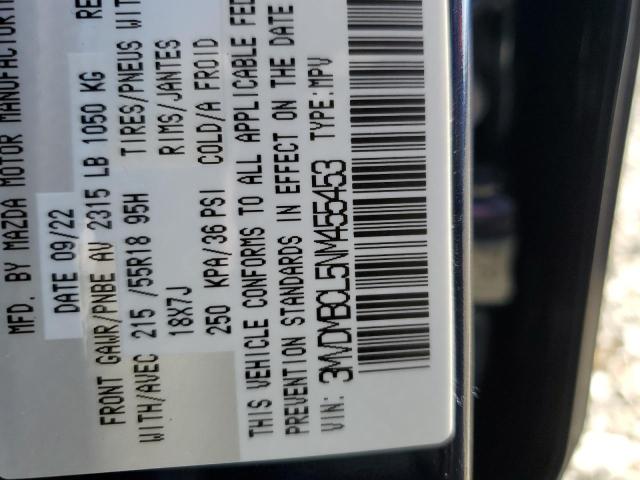 MFD. BY MAZDA MOTOR MANUFACTURI
DATE 09/22
FRONT GAWR/PNBE AV 2315 LB 1050 KG
WITH/AVEC 215 /55R18 95H TIRES/PNEUS WIT
18X7J RIMS/JANTES
250 KPA/36 PSI COLD/A FROID
THIS VEHICLE CONFORMS TO ALL APPLICABLE FED
PREVENTION STANDARDS IN EFFECT ON THE DATE
VIN: 3MVDMBCL5NM455453 TYPE:MPV
RE